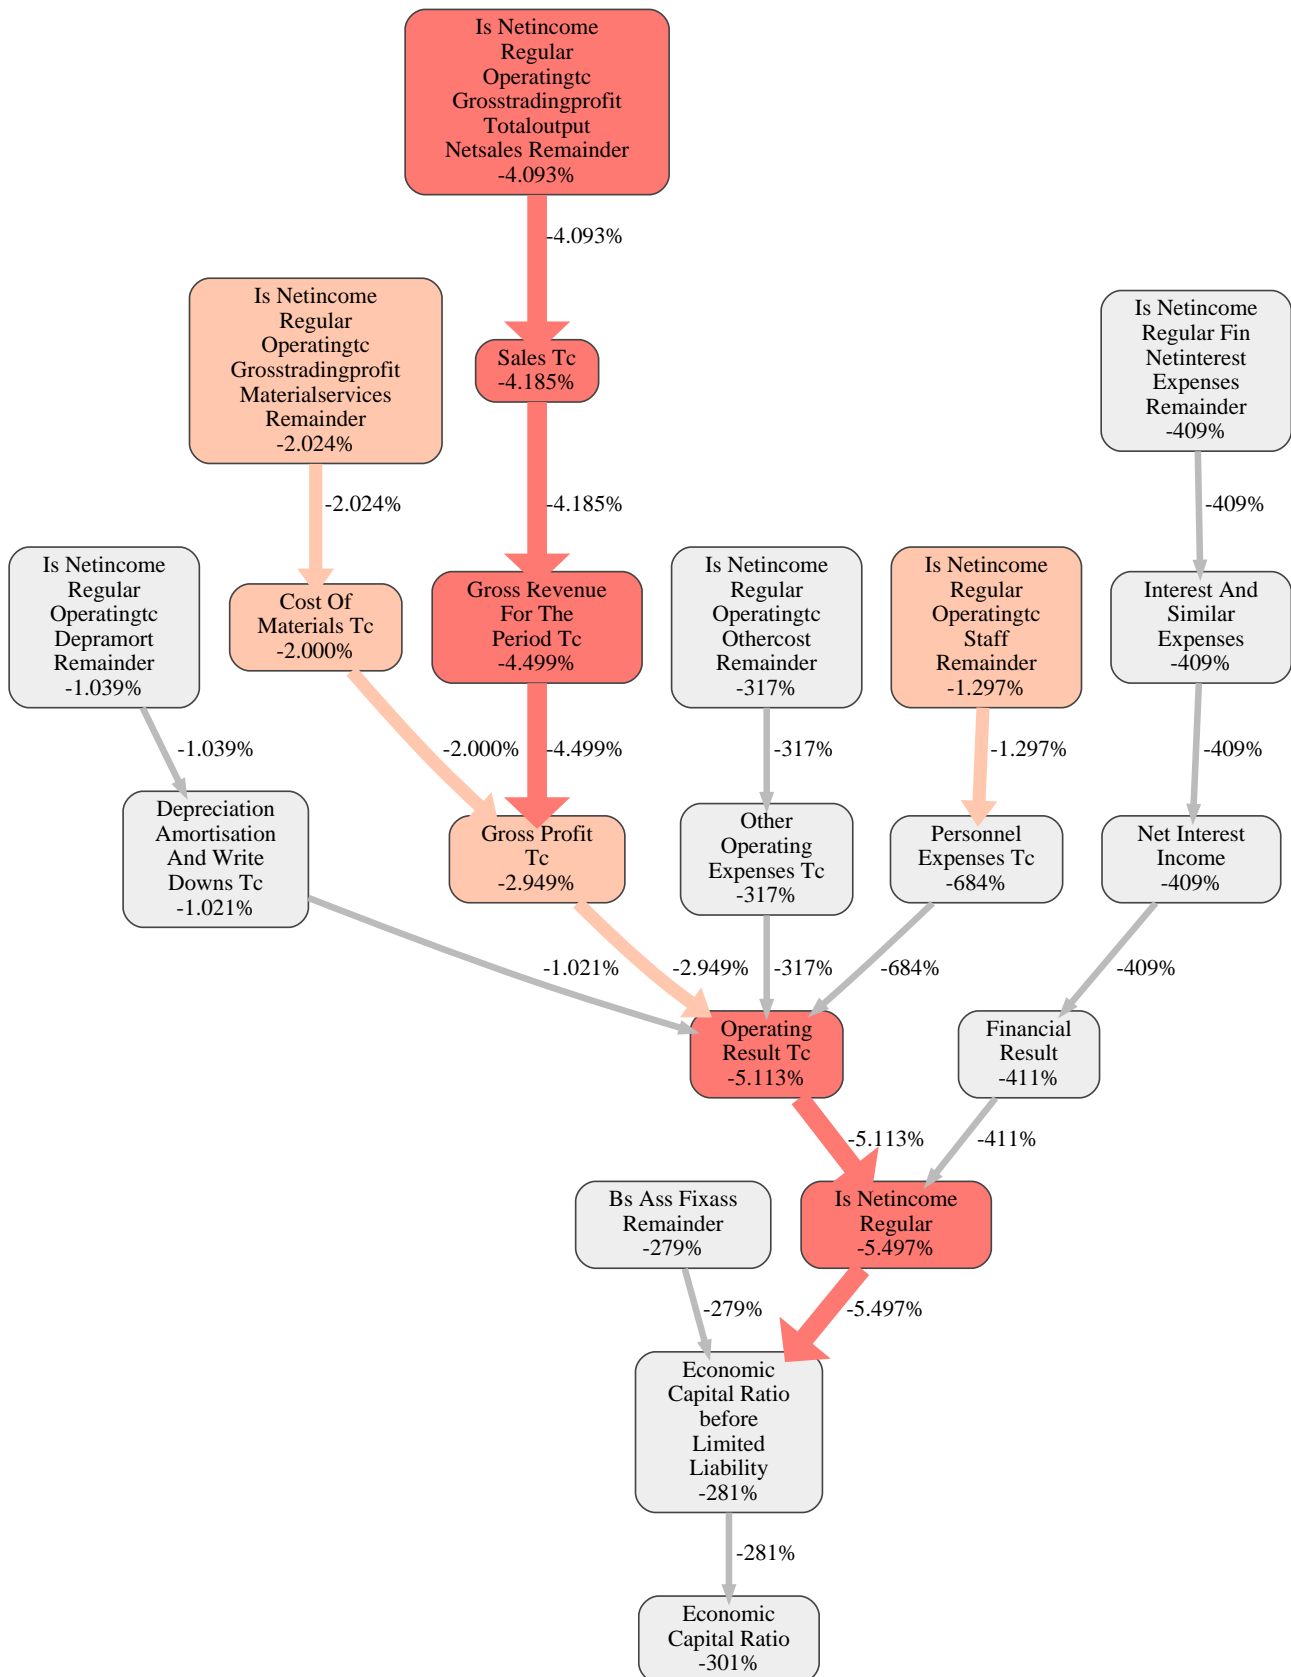 Is Netincome
Regular
Operatingtc
Grosstradingprofit
Totaloutput
Netsales Remainder
-4.093%
-4.093%
Is Netincome
Regular
Operatingtc
Grosstradingprofit
Materialservices
Remainder
-2.024%
Sales Tc
-4.185%
Is Netincome
Regular Fin
Netinterest
Expenses
Remainder
-409%
-2.024%
-4.185%
-409%
Is Netincome
Regular
Operatingtc
Depramort
Remainder
-1.039%
Cost Of
Materials Tc
-2.000%
Gross Revenue
For The
Period Tc
-4.499%
Is Netincome
Regular
Operatingtc
Othercost
Remainder
-317%
Is Netincome
Regular
Operatingtc
Staff
Remainder
-1.297%
Interest And
Similar
Expenses
-409%
-1.039%
-2.000%
-4.499%
-317%
-1.297%
-409%
Depreciation
Amortisation
And Write
Downs Tc
-1.021%
Gross Profit
Tc
-2.949%
Other
Operating
Expenses Tc
-317%
Personnel
Expenses Tc
-684%
Net Interest
Income
-409%
-1.021%
-2.949%
-317%
-684%
-409%
Operating
Result Tc
-5.113%
Financial
Result
-411%
-5.113%
-411%
Bs Ass Fixass
Remainder
-279%
Is Netincome
Regular
-5.497%
-279%
-5.497%
Economic
Capital Ratio
before
Limited
Liability
-281%
-281%
Economic
Capital Ratio
-301%